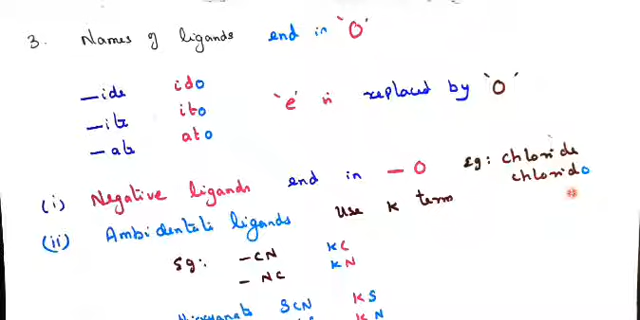 3. Names of ligands end in 'O'
-ide ido
-ite ito 'e' is replaced by 'O'
-ate ato
(i) Negative ligands end in -O eg: chloride
chlorido
(ii) Ambidentate ligands use K term
Eg: -CN KC
-NC KN
SCN KS
KN